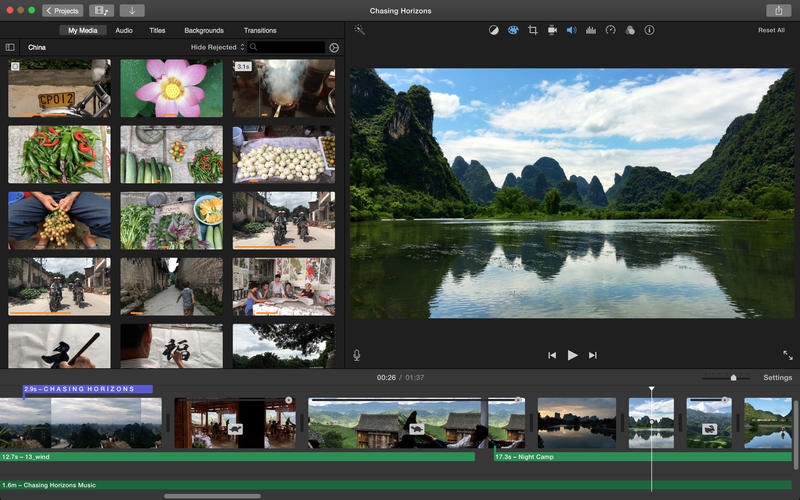 Projects
Chasing Horizons
My Media
Audio
Titles
Backgrounds
Transitions
China
Hide Rejected
Reset All
CP012
3.1s
福
00:26 / 01:37
Settings
2.9s – CHASING HORIZONS
12.7s – 13_wind
17.3s – Night Camp
1.6m – Chasing Horizons Music